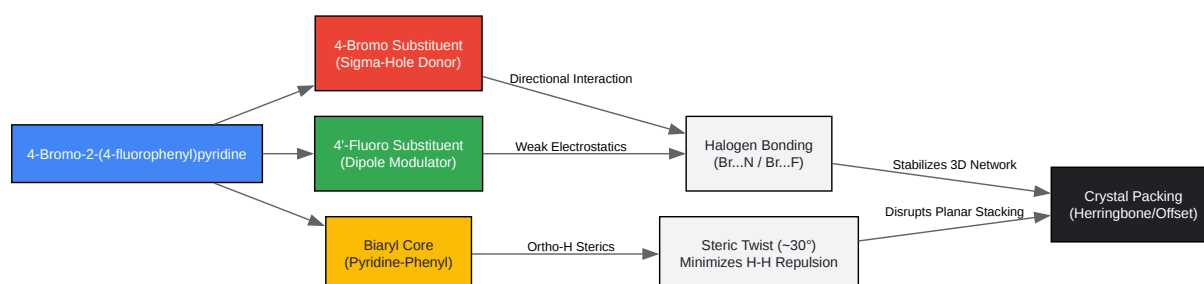 4-Bromo Substituent
(Sigma-Hole Donor)
Directional Interaction
4-Bromo-2-(4-fluorophenyl)pyridine
4'-Fluoro Substituent
(Dipole Modulator)
Weak Electrostatics
Halogen Bonding
(Br...N / Br...F)
Stabilizes 3D Network
Crystal Packing
(Herringbone/Offset)
Disrupts Planar Stacking
Biaryl Core
(Pyridine-Phenyl)
Ortho-H Sterics
Steric Twist (~30°)
Minimizes H-H Repulsion